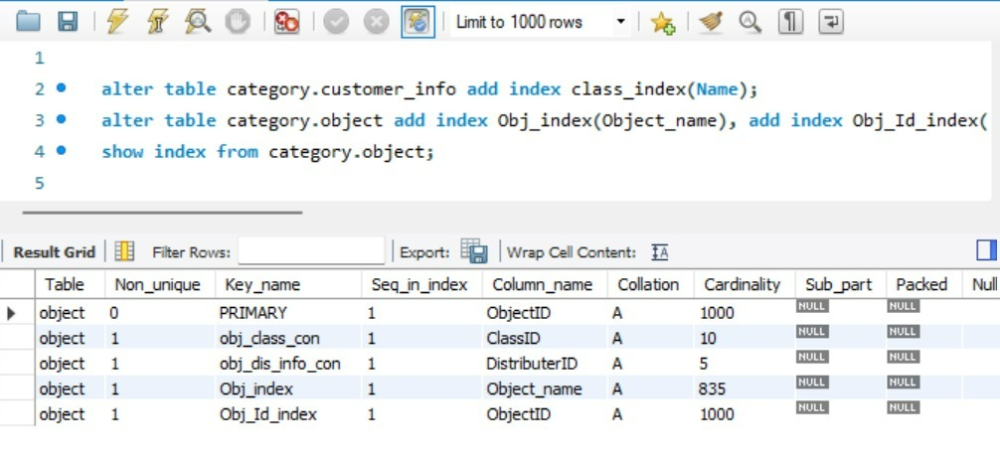 Limit to 1000 rows
1
2 alter table category.customer_info add index class_index(Name);
3 alter table category.object add index Obj_index(Object_name), add index Obj_Id_index(
4 show index from category.object;
5
Result Grid Filter Rows: Export: Wrap Cell Content: IA
Table Non_unique Key_name Seq_in_index Column_name Collation Cardinality Sub_part Packed Null
object 0 PRIMARY 1 ObjectID A 1000 NULL NULL
object 1 obj_class_con 1 ClassID A 10 NULL NULL
object 1 obj_dis_info_con 1 DistributerID A 5 NULL NULL
object 1 Obj_index 1 Object_name A 835 NULL NULL
object 1 Obj_Id_index 1 ObjectID A 1000 NULL NULL